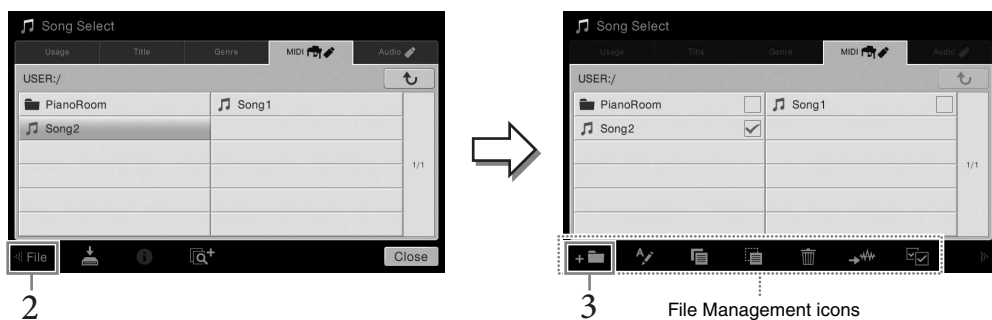 Song Select
Usage Title Genre MIDI Audio
USER:/
PianoRoom Song1
Song2
1/1
File Close
2
Song Select
Usage Title Genre MIDI Audio
USER:/
PianoRoom Song1
Song2
1/1
3
File Management icons